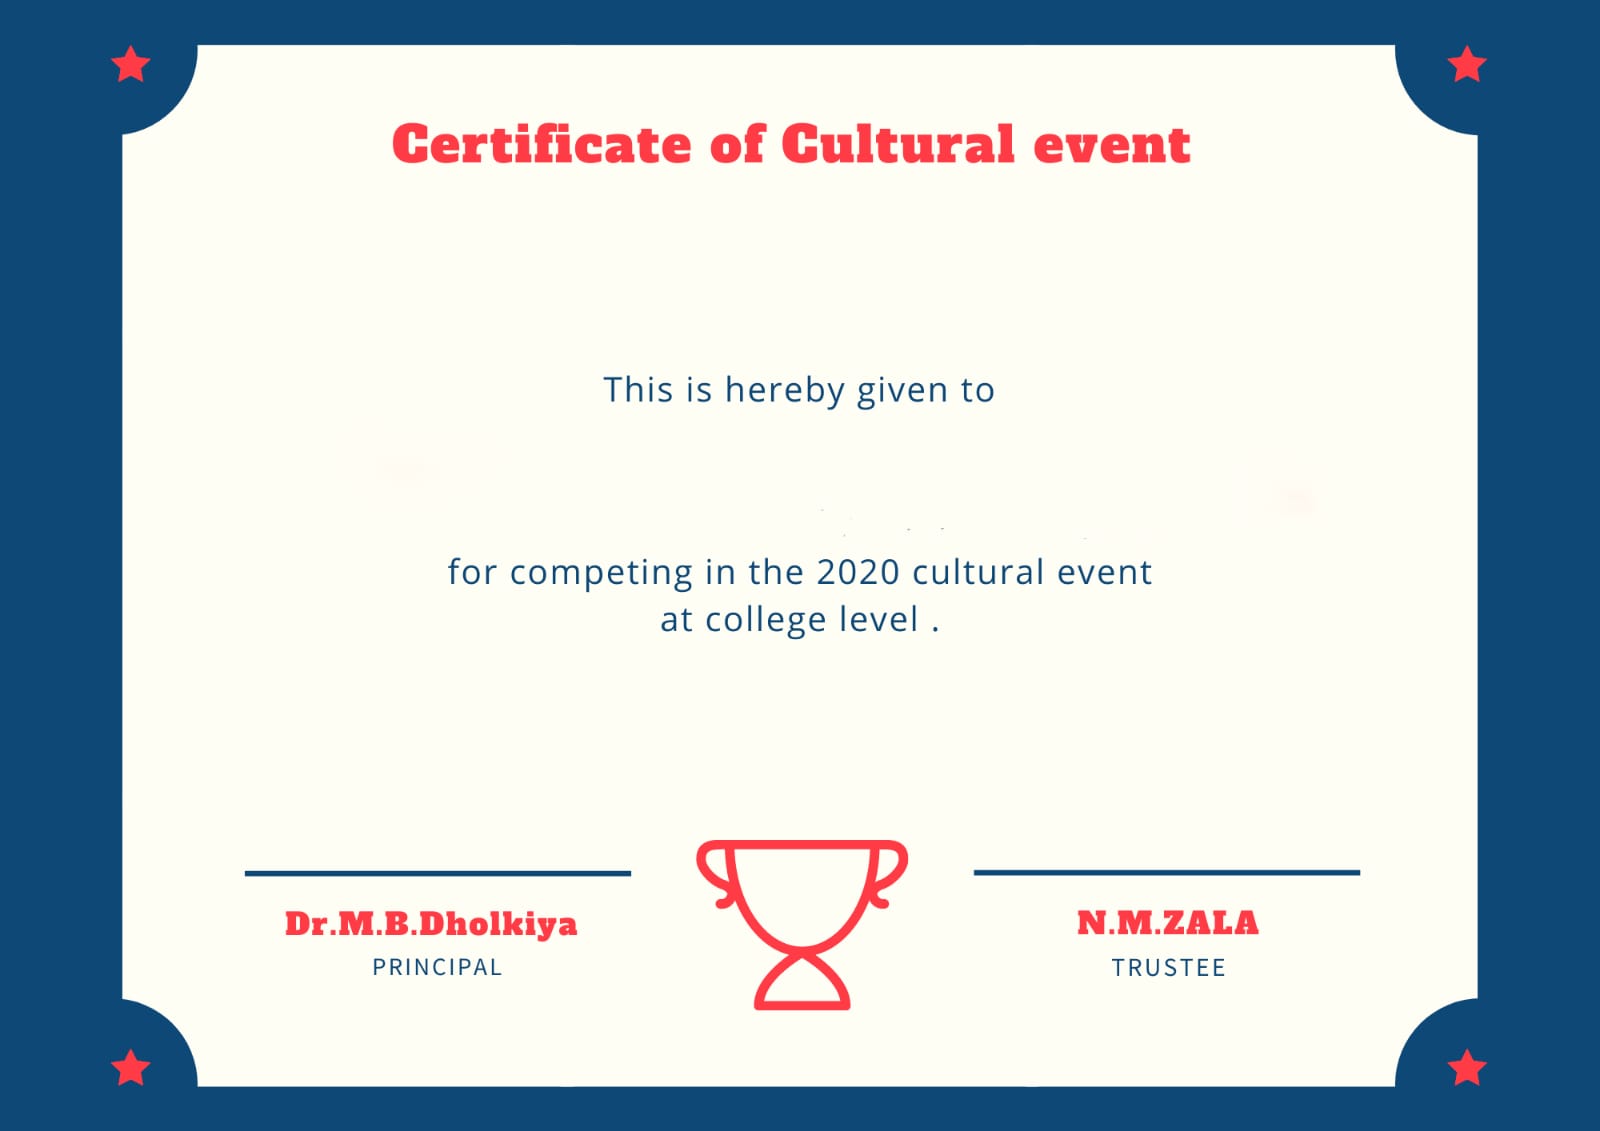 Certificate of Cultural event
This is hereby given to
for competing in the 2020 cultural event
at college level .
Dr.M.B.Dholkiya
PRINCIPAL
N.M.ZALA
TRUSTEE